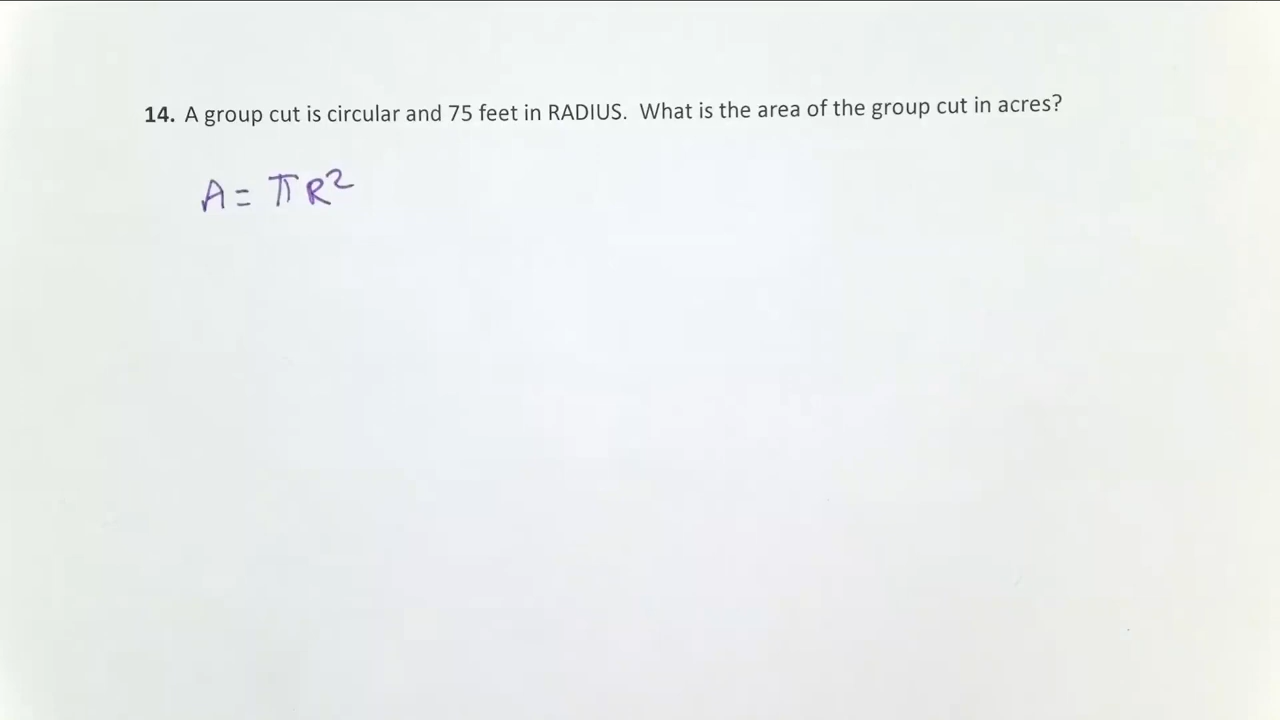 14. A group cut is circular and 75 feet in RADIUS. What is the area of the group cut in acres?
A = πR²